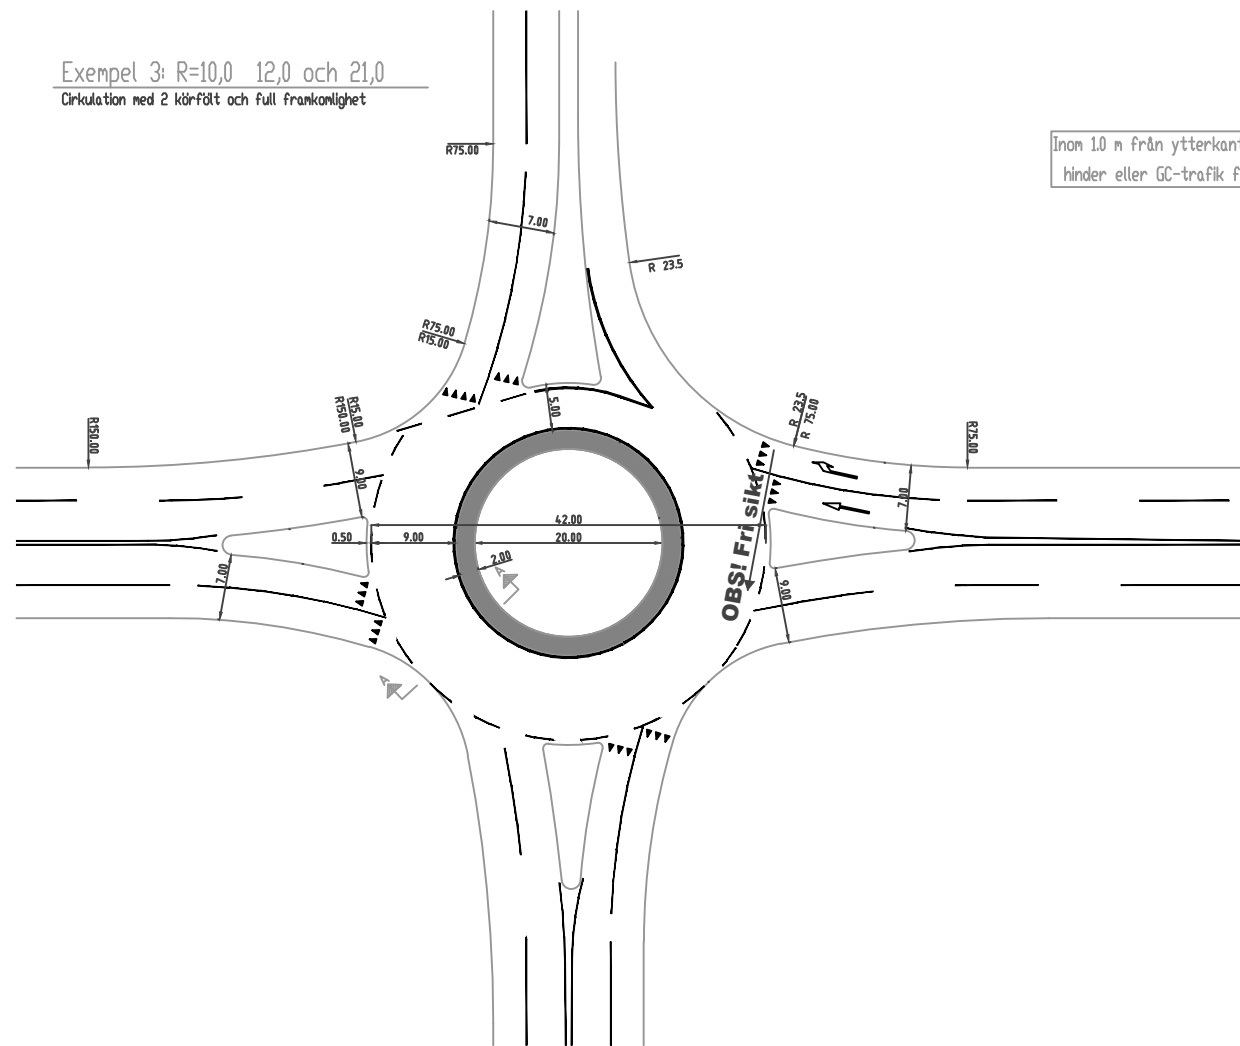 Exempel 3: R=10,0 12,0 och 21,0
Cirkulation med 2 körfölt och full framkomlighet
Inom 1.0 m från ytterkant
hinder eller GC-trafik f
R75.00
7.00
R 23.5
R75.00
R15.00
5.00
R 23.5
R 75.00
R15.00
R150.00
R150.00
R75.00
9.00
7.00
42.00
0.50
9.00
20.00
2.00
A
7.00
9.00
OBS! Fri sikt
A